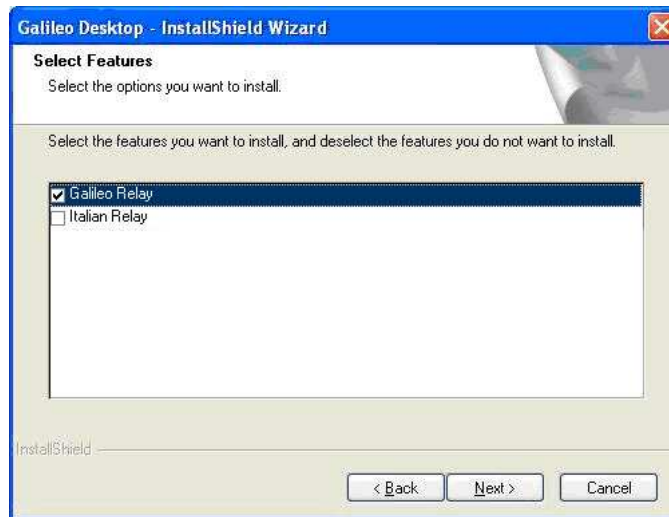 Galileo Desktop - InstallShield Wizard
Select Features
Select the options you want to install.
Select the features you want to install, and deselect the features you do not want to install.
Galileo Relay
Italian Relay
InstallShield
< Back
Next >
Cancel